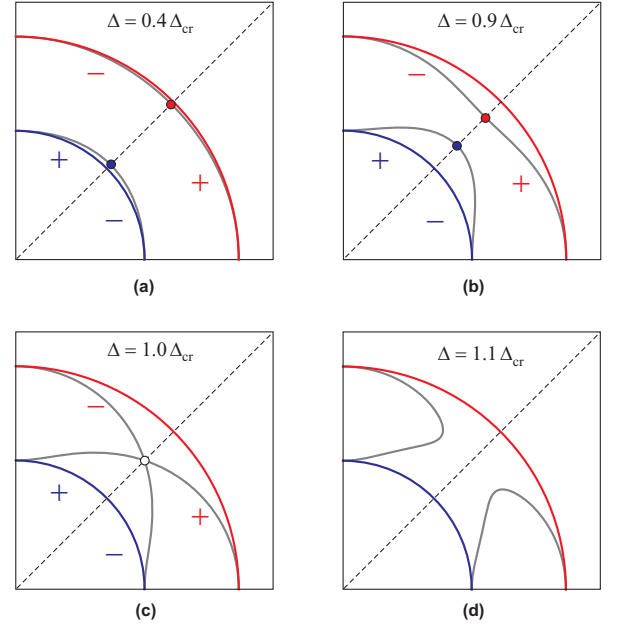 Δ = 0.4 Δcr
−
+
+
−
(a)
Δ = 0.9 Δcr
−
+
+
−
(b)
Δ = 1.0 Δcr
−
+
+
−
(c)
Δ = 1.1 Δcr
(d)